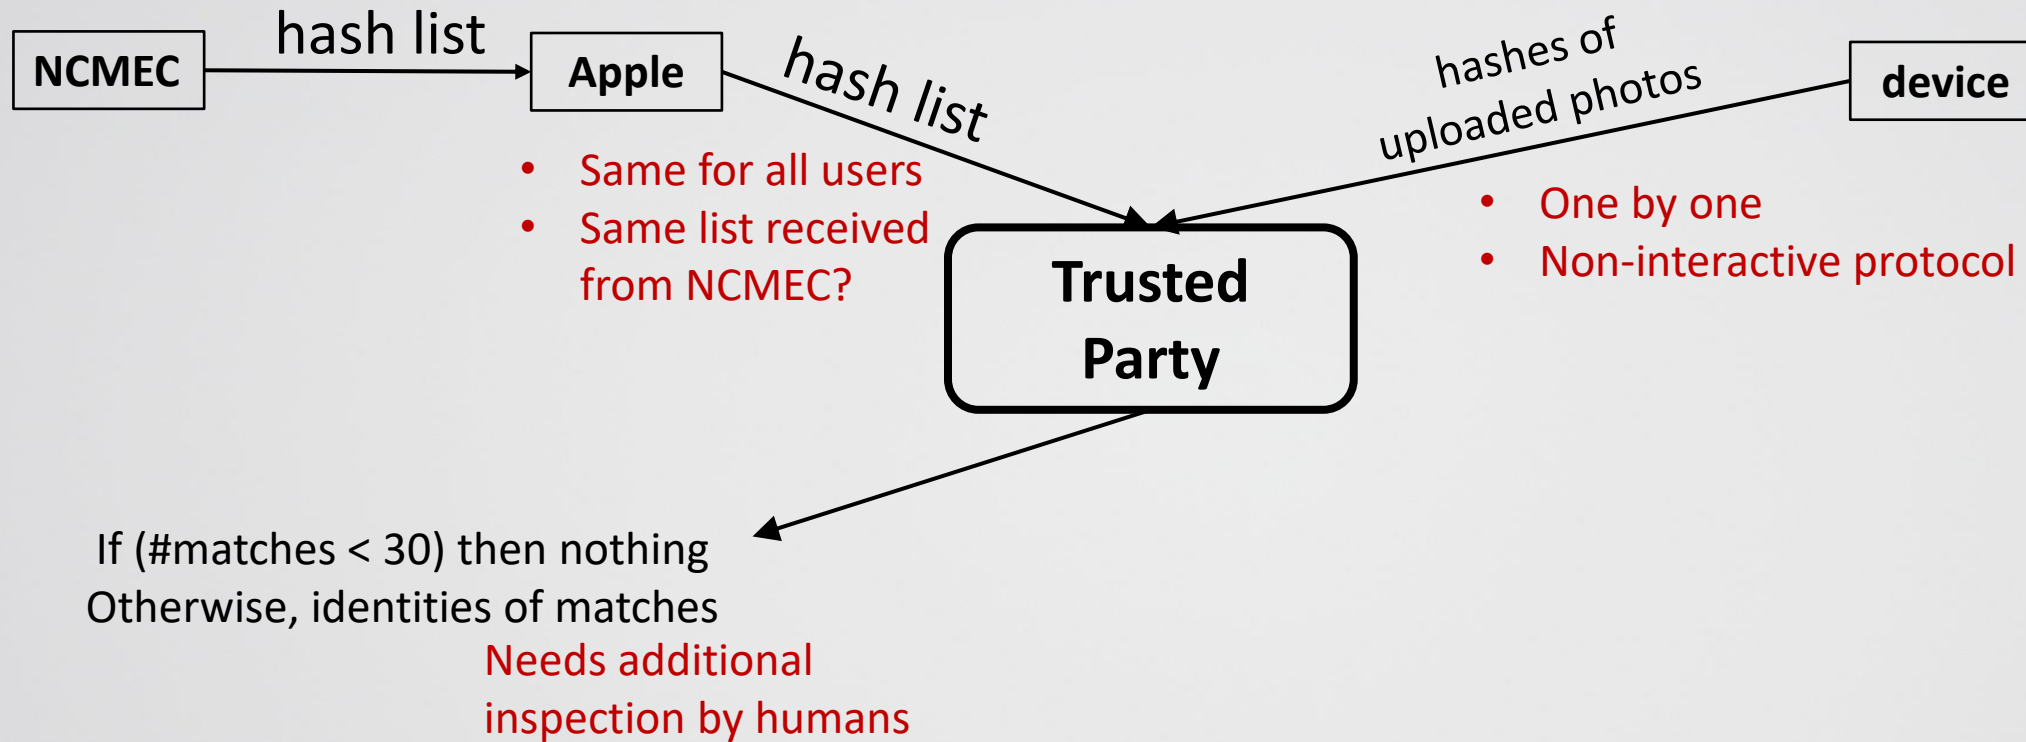 NCMEC
hash list
Apple
hash list
hashes of
uploaded photos
device
• Same for all users
• Same list received
from NCMEC?
• One by one
• Non-interactive protocol
Trusted
Party
If (#matches < 30) then nothing
Otherwise, identities of matches
Needs additional
inspection by humans